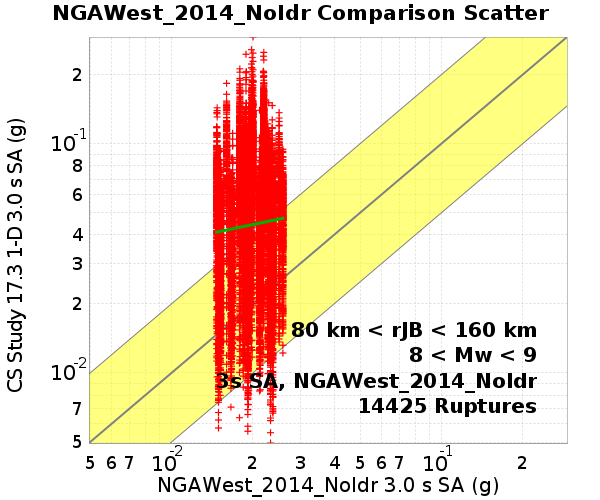 NGAWest_2014_NoIdr Comparison Scatter
CS Study 17.3 1-D 3.0 s SA (g)
2
10-1
8
6
4
3
2
10-2
7
5
80 km < rJB < 160 km
8 < Mw < 9
3s SA, NGAWest_2014_NoIdr
14425 Ruptures
5 6 7 10-2 2 3 4 5 6 7 10-1 2
NGAWest_2014_NoIdr 3.0 s SA (g)